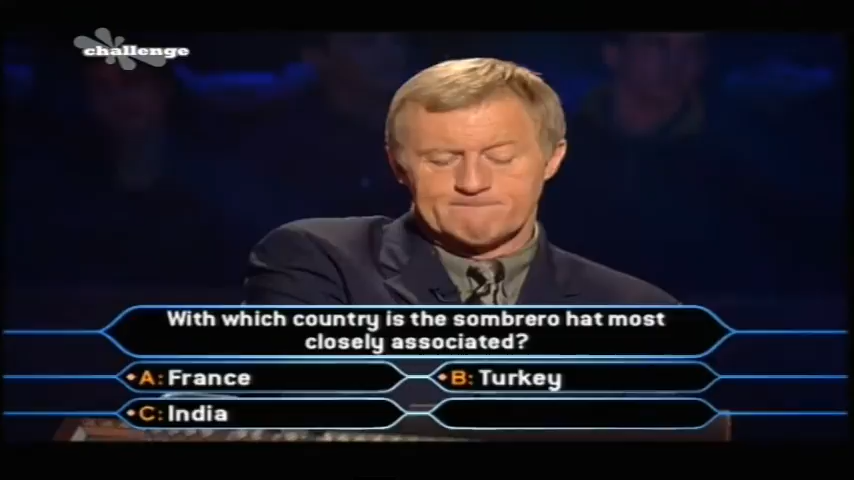 challenge
With which country is the sombrero hat most
closely associated?
A: France
B: Turkey
C: India